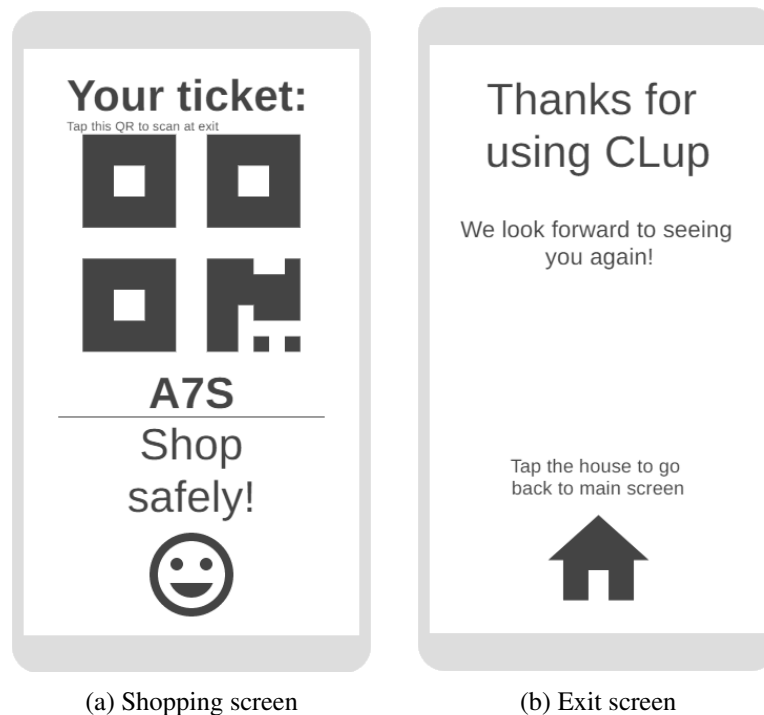 Your ticket:
Tap this QR to scan at exit
A7S
Shop
safely!
(a) Shopping screen
Thanks for
using CLup
We look forward to seeing
you again!
Tap the house to go
back to main screen
(b) Exit screen